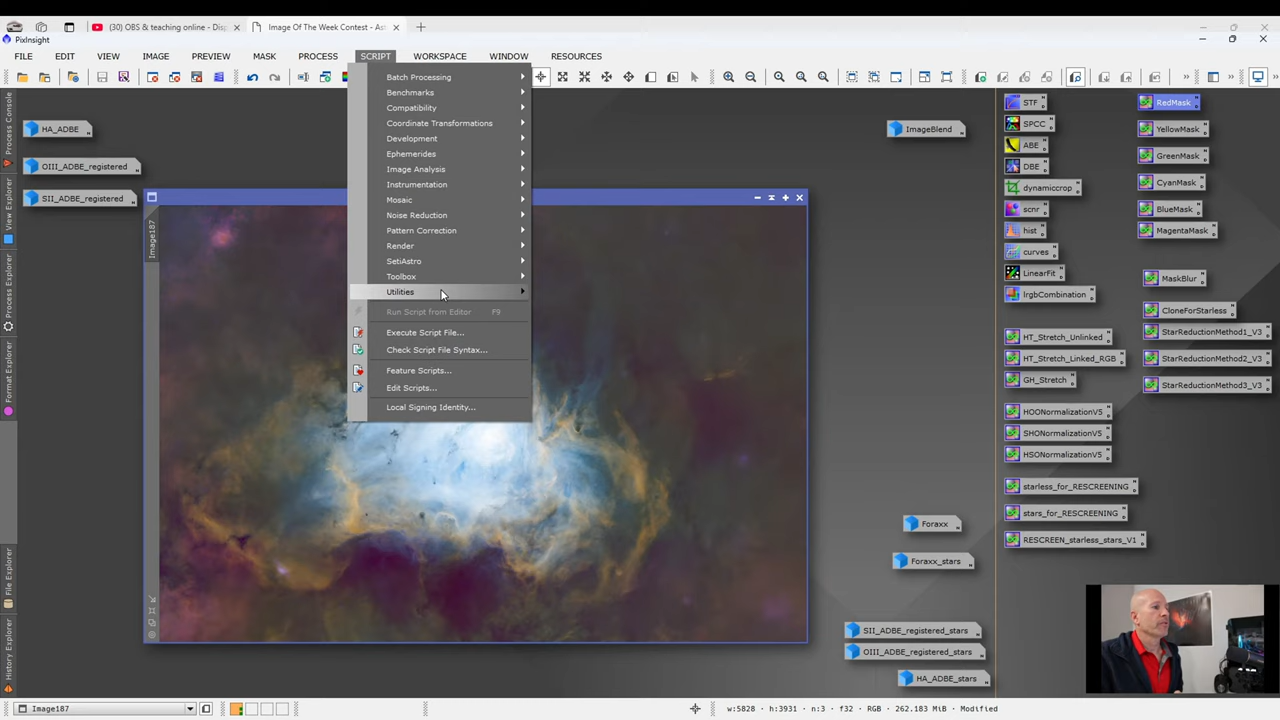 (30) OBS & teaching online - Disp
Image Of The Week Contest - Ast
PixInsight
FILE
EDIT
VIEW
IMAGE
PREVIEW
MASK
PROCESS
SCRIPT
WORKSPACE
WINDOW
RESOURCES
Batch Processing
Benchmarks
Compatibility
Coordinate Transformations
Development
Ephemerides
Image Analysis
Instrumentation
Mosaic
Noise Reduction
Pattern Correction
Render
SetiAstro
Toolbox
Utilities
Run Script from Editor F9
Execute Script File...
Check Script File Syntax...
Feature Scripts...
Edit Scripts...
Local Signing Identity...
Process Console
View Explorer
Process Explorer
Format Explorer
File Explorer
History Explorer
HA_ADBE
OIII_ADBE_registered
SII_ADBE_registered
Image187
ImageBlend
Foraxx
Foraxx_stars
SII_ADBE_registered_stars
OIII_ADBE_registered_stars
HA_ADBE_stars
STF
SPCC
ABE
DBE
dynamiccrop
scnr
hist
curves
LinearFit
lrgbCombination
HT_Stretch_Unlinked
HT_Stretch_Linked_RGB
GH_Stretch
HOONormalizationV5
SHONormalizationV5
HSONormalizationV5
starless_for_RESCREENING
stars_for_RESCREENING
RESCREEN_starless_stars_V1
RedMask
YellowMask
GreenMask
CyanMask
BlueMask
MagentaMask
MaskBlur
CloneForStarless
StarReductionMethod1_V3
StarReductionMethod2_V3
StarReductionMethod3_V3
Image187
w:5828 | h:3931 | n:3 | f32 | RGB | 262.183 MiB | Modified